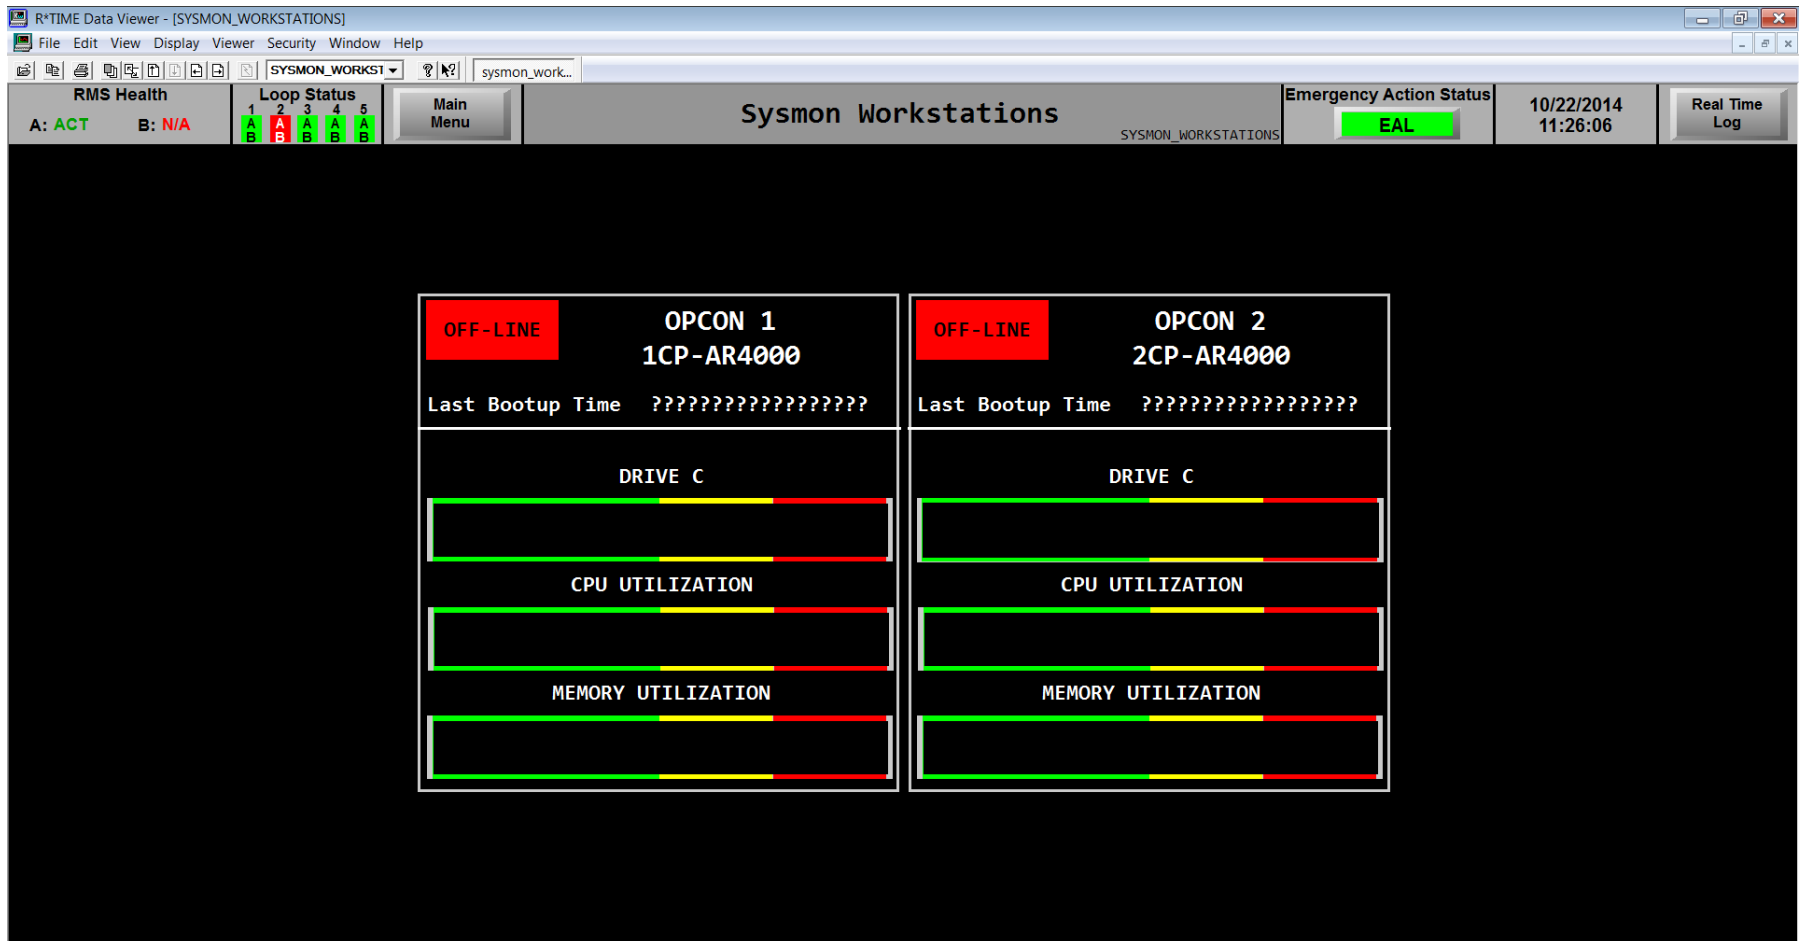 R*TIME Data Viewer - [SYSMON_WORKSTATIONS]
File Edit View Display Viewer Security Window Help
SYSMON_WORKST
sysmon_work...
RMS Health
A: ACT B: N/A
Loop Status
1 2 3 4 5
A A A A A
B B B B B
Main
Menu
Sysmon Workstations
SYSMON_WORKSTATIONS
Emergency Action Status
EAL
10/22/2014
11:26:06
Real Time
Log
OFF-LINE
OPCON 1
1CP-AR4000
Last Bootup Time ??????????????????
DRIVE C
CPU UTILIZATION
MEMORY UTILIZATION
OFF-LINE
OPCON 2
2CP-AR4000
Last Bootup Time ??????????????????
DRIVE C
CPU UTILIZATION
MEMORY UTILIZATION